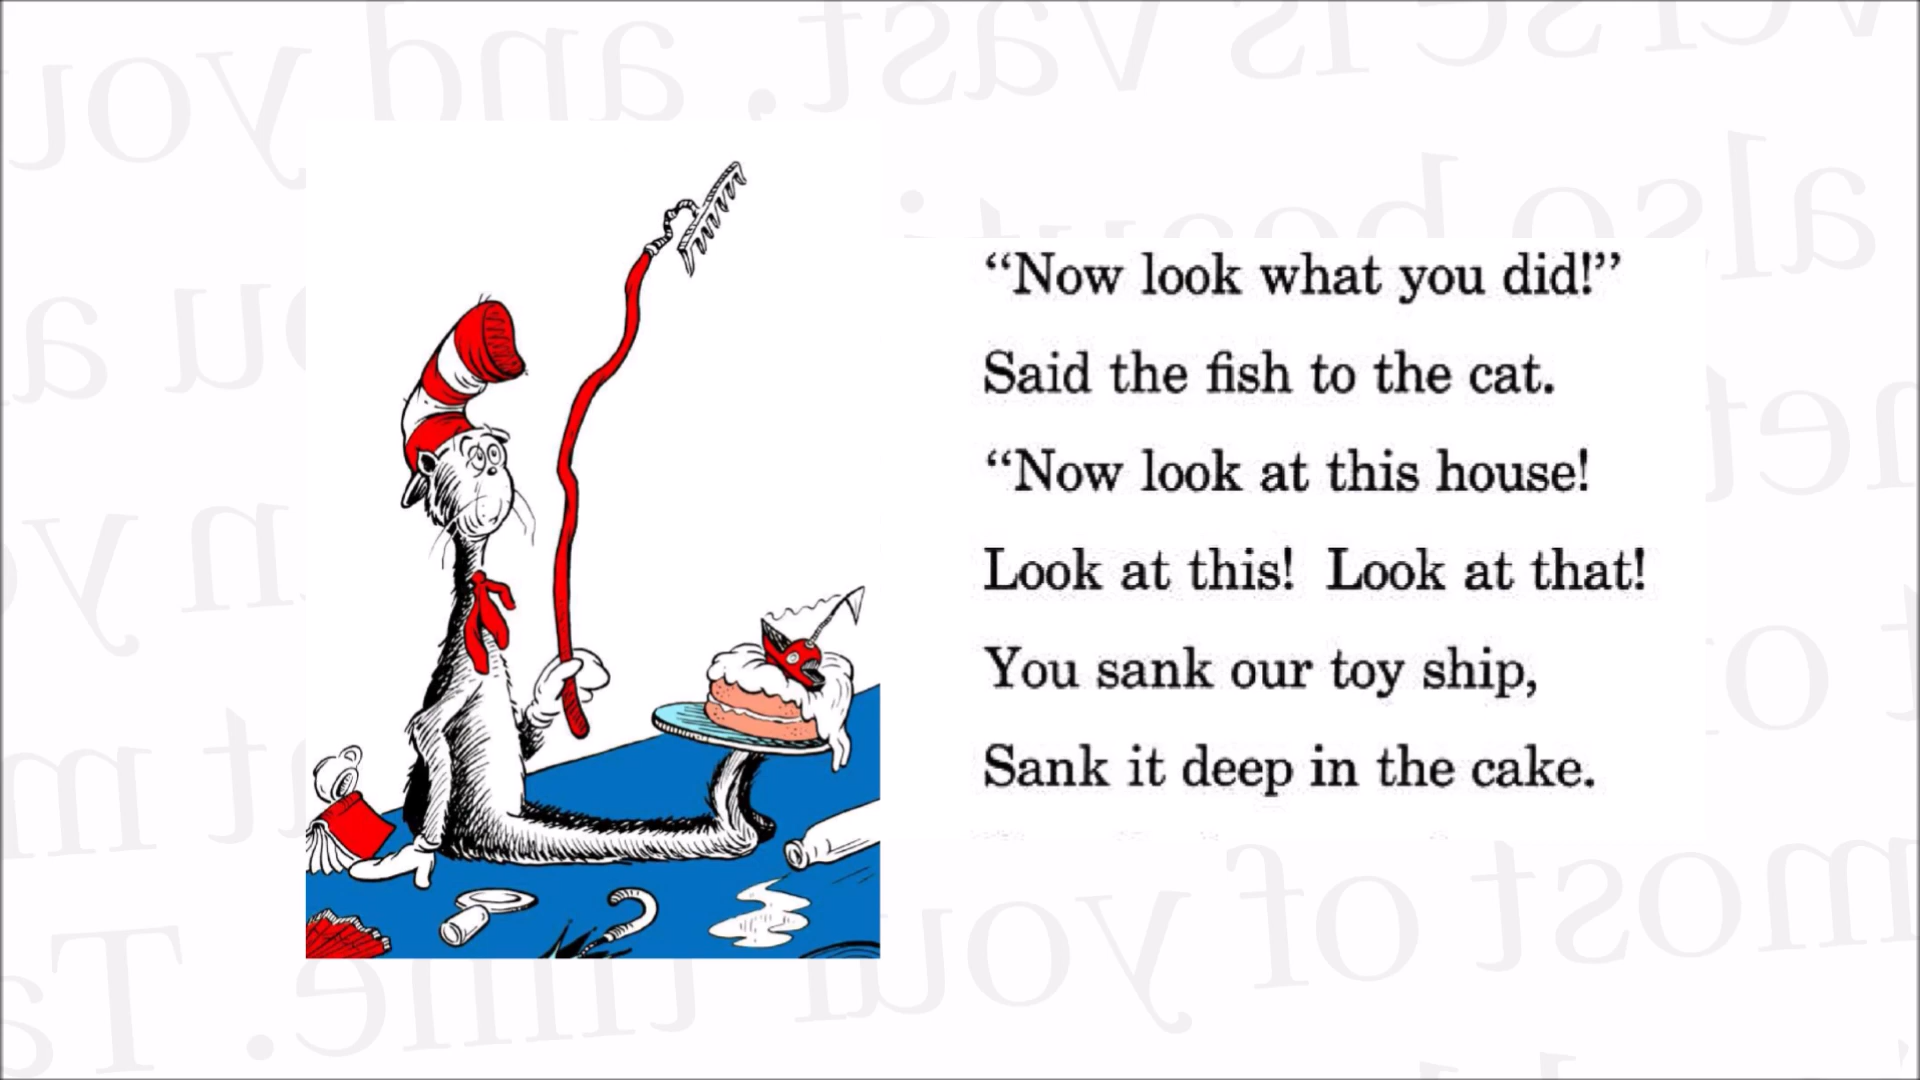 “Now look what you did!”
Said the fish to the cat.
“Now look at this house!
Look at this! Look at that!
You sank our toy ship,
Sank it deep in the cake.